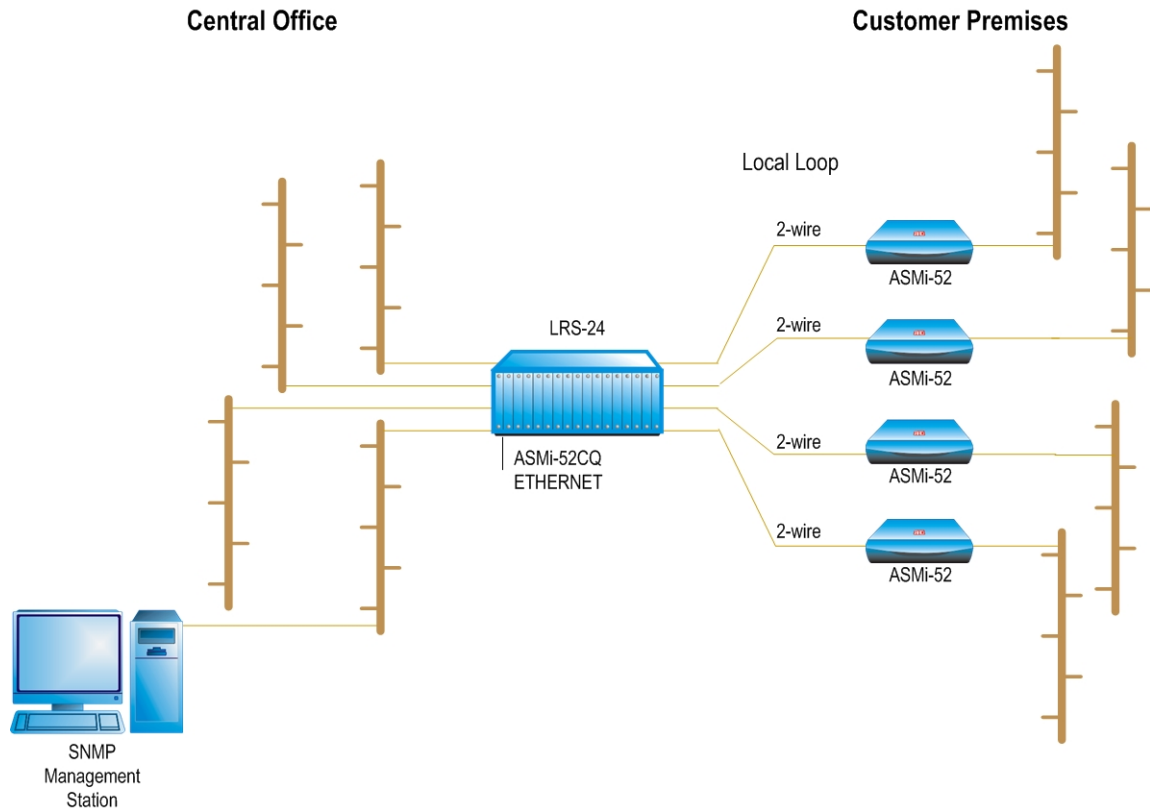 Central Office
Customer Premises
Local Loop
2-wire
ASMi-52
LRS-24
2-wire
ASMi-52
2-wire
ASMi-52
ASMi-52CQ
ETHERNET
2-wire
ASMi-52
SNMP
Management
Station